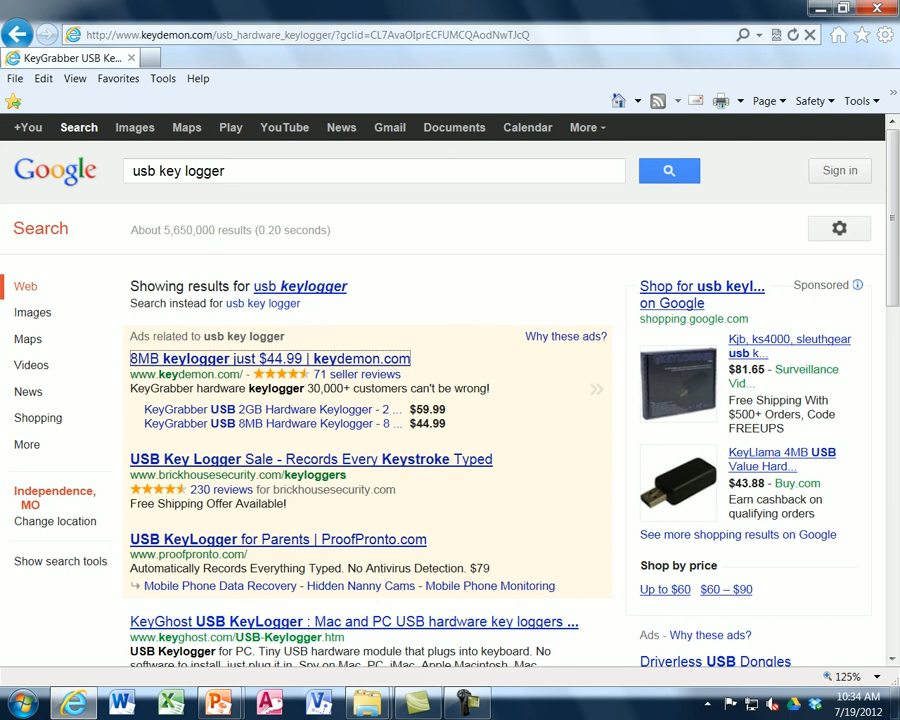 http://www.keydemon.com/usb_hardware_keylogger/?gclid=CL7AvaOIprECFUMCQAodNwTJcQ
KeyGrabber USB Ke...
File Edit View Favorites Tools Help
Page Safety Tools
+You Search Images Maps Play YouTube News Gmail Documents Calendar More
Google usb key logger Sign in
Search About 5,650,000 results (0.20 seconds)
Web
Images
Maps
Videos
News
Shopping
More
Independence,
MO
Change location
Show search tools
Showing results for usb keylogger
Search instead for usb key logger
Ads related to usb key logger Why these ads?
8MB keylogger just $44.99 | keydemon.com
www.keydemon.com/ - 71 seller reviews
KeyGrabber hardware keylogger 30,000+ customers can't be wrong!
KeyGrabber USB 2GB Hardware Keylogger - 2 ... $59.99
KeyGrabber USB 8MB Hardware Keylogger - 8 ... $44.99
USB Key Logger Sale - Records Every Keystroke Typed
www.brickhousesecurity.com/keyloggers
230 reviews for brickhousesecurity.com
Free Shipping Offer Available!
USB KeyLogger for Parents | ProofPronto.com
www.proofpronto.com/
Automatically Records Everything Typed. No Antivirus Detection. $79
Mobile Phone Data Recovery - Hidden Nanny Cams - Mobile Phone Monitoring
KeyGhost USB KeyLogger : Mac and PC USB hardware key loggers ...
www.keyghost.com/USB-Keylogger.htm
USB Keylogger for PC. Tiny USB hardware module that plugs into keyboard. No
software to install, just plug it in. Spy on Mac, PC, iMac, Apple Macintosh, Mac
Shop for usb keyl... Sponsored
on Google
shopping.google.com
Kjb, ks4000, sleuthgear
usb k...
$81.65 - Surveillance
Vid...
Free Shipping With
$500+ Orders, Code
FREEUPS
KeyLlama 4MB USB
Value Hard...
$43.88 - Buy.com
Earn cashback on
qualifying orders
See more shopping results on Google
Shop by price
Up to $60 $60 – $90
Ads - Why these ads?
Driverless USB Dongles
125%
10:34 AM
7/19/2012